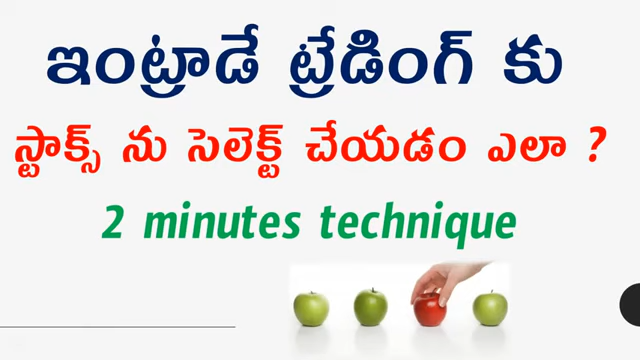 ఇంట్రాడే ట్రేడింగ్ కు
స్టాక్స్ ను సెలెక్ట్ చేయడం ఎలా ?
2 minutes technique